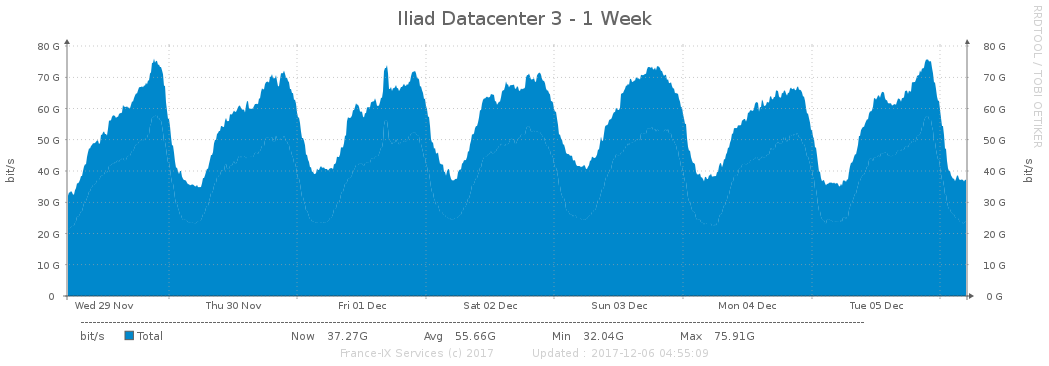 Iliad Datacenter 3 - 1 Week
RRDTOOL / TOBI OETIKER
bit/s
bit/s
80 G
80 G
70 G
70 G
60 G
60 G
50 G
50 G
40 G
40 G
30 G
30 G
20 G
20 G
10 G
10 G
0
0 G
Wed 29 Nov Thu 30 Nov Fri 01 Dec Sat 02 Dec Sun 03 Dec Mon 04 Dec Tue 05 Dec
bit/s Total Now 37.27G Avg 55.66G Min 32.04G Max 75.91G
France-IX Services (c) 2017 Updated : 2017-12-06 04:55:09